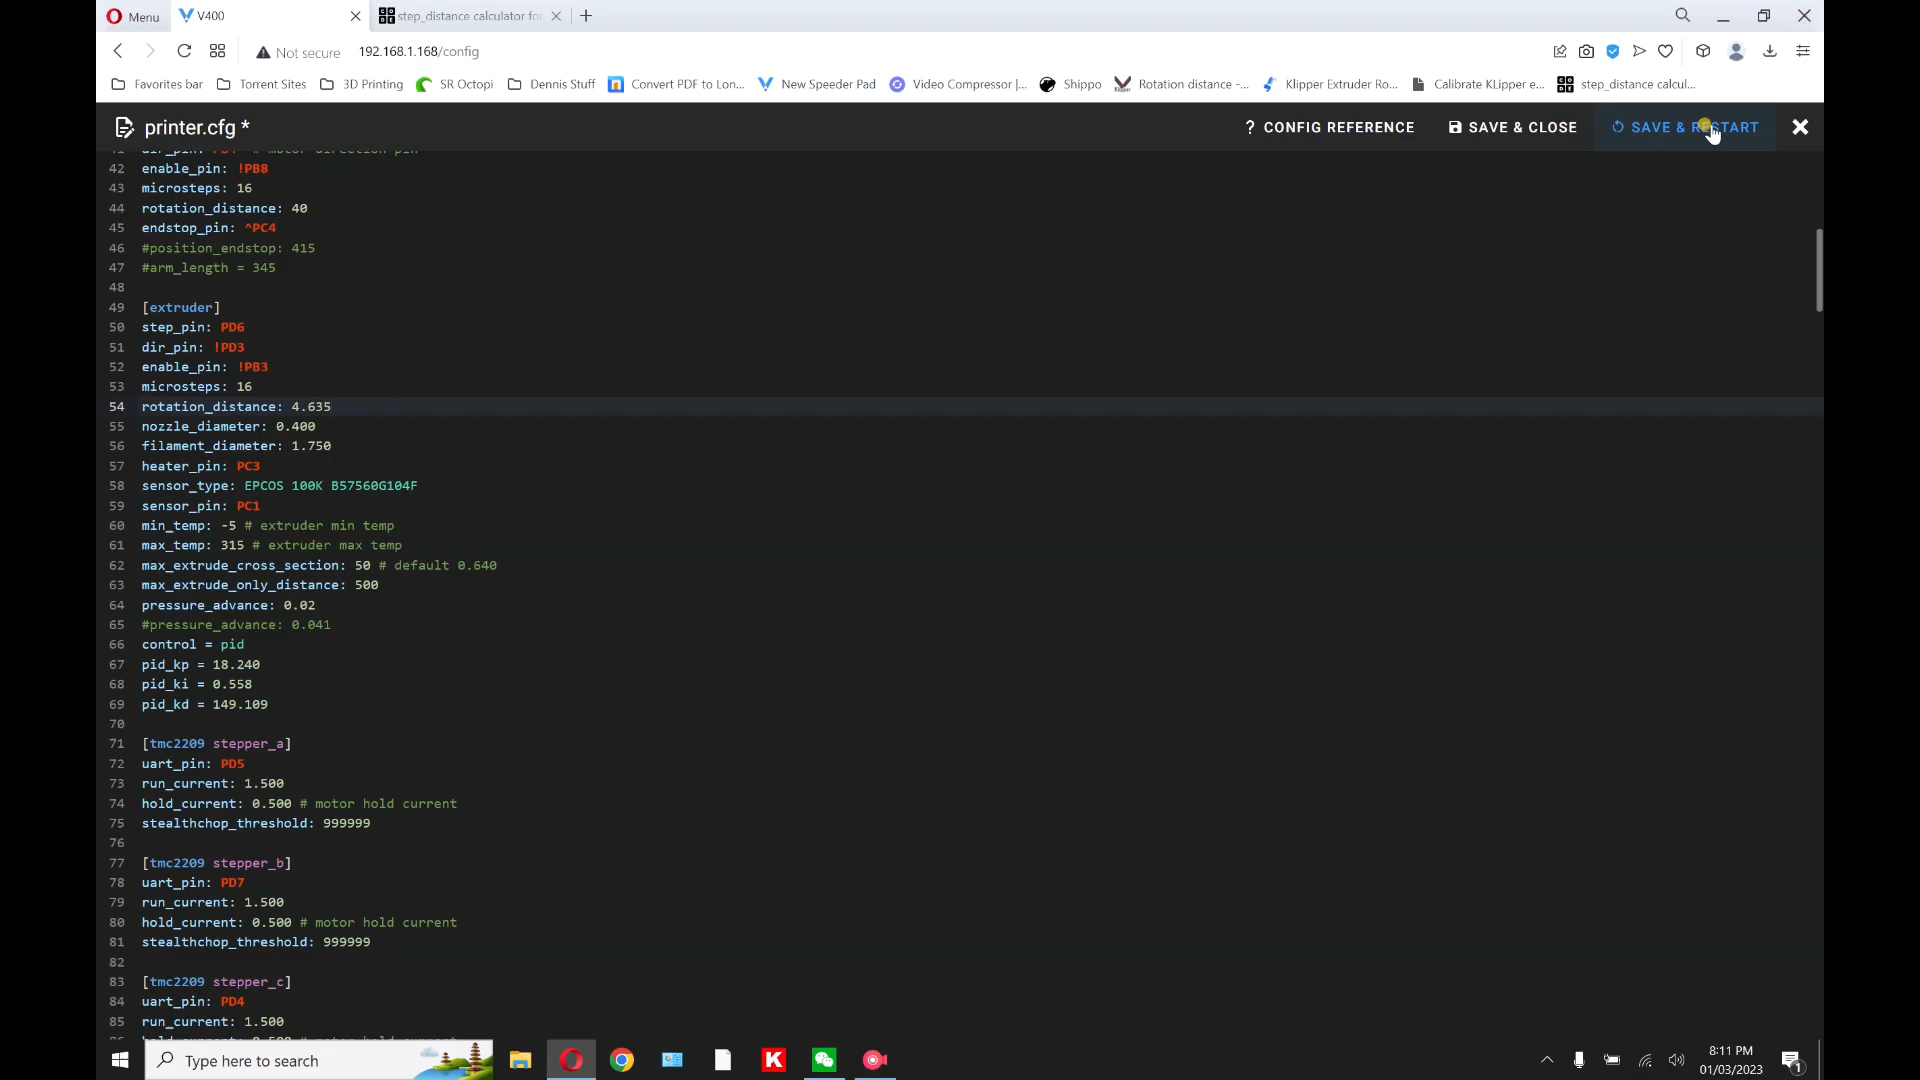 Menu
V400
step_distance calculator for
Not secure
192.168.1.168/config
Favorites bar
Torrent Sites
3D Printing
SR Octopi
Dennis Stuff
Convert PDF to Lon...
New Speeder Pad
Video Compressor |...
Shippo
Rotation distance -...
Klipper Extruder Ro...
Calibrate KLipper e...
step_distance calcul...
printer.cfg *
? CONFIG REFERENCE
SAVE & CLOSE
SAVE & RESTART
42 enable_pin: !PB8
43 microsteps: 16
44 rotation_distance: 40
45 endstop_pin: ^PC4
46 #position_endstop: 415
47 #arm_length = 345
48
49 [extruder]
50 step_pin: PD6
51 dir_pin: !PD3
52 enable_pin: !PB3
53 microsteps: 16
54 rotation_distance: 4.635
55 nozzle_diameter: 0.400
56 filament_diameter: 1.750
57 heater_pin: PC3
58 sensor_type: EPCOS 100K B57560G104F
59 sensor_pin: PC1
60 min_temp: -5 # extruder min temp
61 max_temp: 315 # extruder max temp
62 max_extrude_cross_section: 50 # default 0.640
63 max_extrude_only_distance: 500
64 pressure_advance: 0.02
65 #pressure_advance: 0.041
66 control = pid
67 pid_kp = 18.240
68 pid_ki = 0.558
69 pid_kd = 149.109
70
71 [tmc2209 stepper_a]
72 uart_pin: PD5
73 run_current: 1.500
74 hold_current: 0.500 # motor hold current
75 stealthchop_threshold: 999999
76
77 [tmc2209 stepper_b]
78 uart_pin: PD7
79 run_current: 1.500
80 hold_current: 0.500 # motor hold current
81 stealthchop_threshold: 999999
82
83 [tmc2209 stepper_c]
84 uart_pin: PD4
85 run_current: 1.500
Type here to search
K
8:11 PM
01/03/2023
1